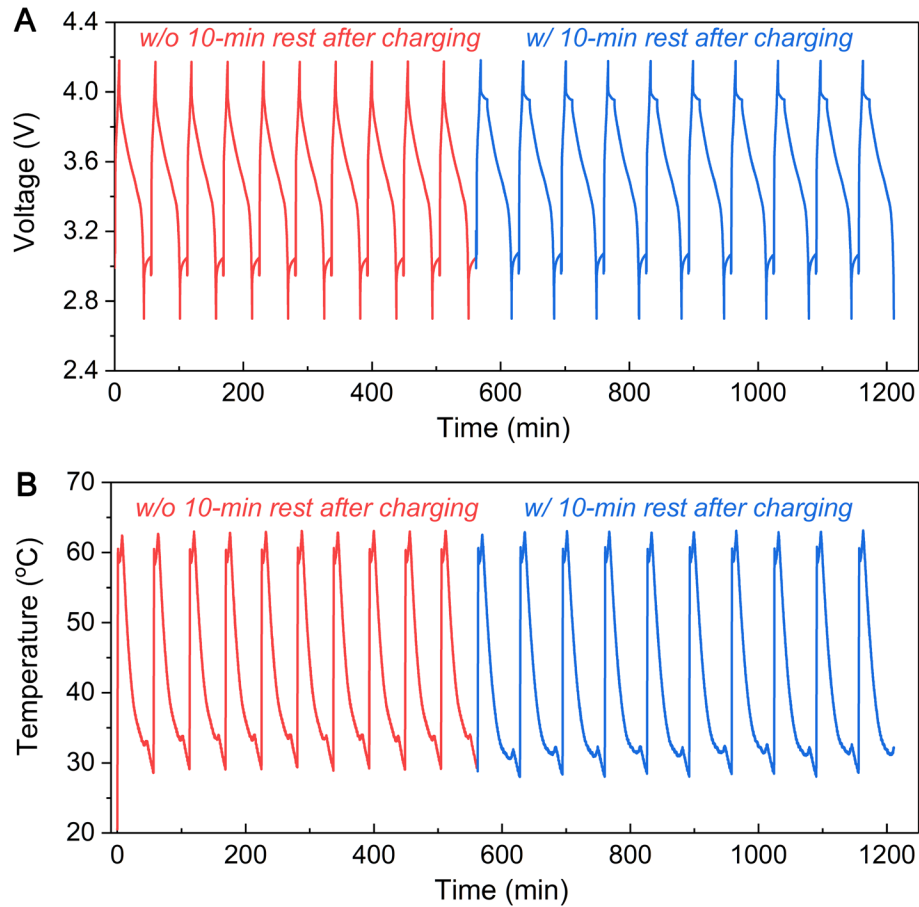 A
w/o 10-min rest after charging
w/ 10-min rest after charging
4.4
4.0
3.6
3.2
2.8
2.4
Voltage (V)
0
200
400
600
800
1000
1200
Time (min)
B
w/o 10-min rest after charging
w/ 10-min rest after charging
70
60
50
40
30
20
Temperature (°C)
0
200
400
600
800
1000
1200
Time (min)